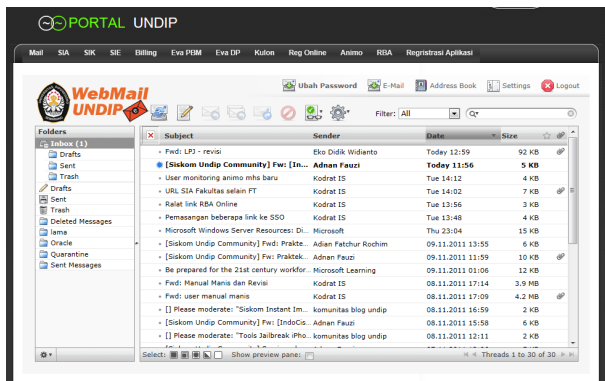 PORTAL UNDIP
Mail SIA SIK SIE Billing Eva PBM Eva DP Kulon Reg Online Animo RBA Regristrasi Aplikasi
WebMail
UNDIP
Ubah Password E-Mail Address Book Settings Logout
Filter: All
Folders
Subject Sender Date Size
Inbox (1)
Drafts
Sent
Trash
Drafts
Sent
Trash
Deleted Messages
lama
Oracle
Quarantine
Sent Messages
Fwd: LPJ - revisi Eko Didik Widianto Today 12:59 92 KB
[Siskom Undip Community] Fw: [In... Adnan Fauzi Today 11:56 5 KB
User monitoring animo mhs baru Kodrat IS Tue 14:12 4 KB
URL SIA Fakultas selain FT Kodrat IS Tue 14:02 7 KB
Ralat link RBA Online Kodrat IS Tue 13:56 3 KB
Pemasangan beberapa link ke SSO Kodrat IS Tue 13:48 4 KB
Microsoft Windows Server Resources: Di... Microsoft Thu 23:04 15 KB
[Siskom Undip Community] Fwd: Prakte... Adian Fatchur Rochim 09.11.2011 13:55 6 KB
[Siskom Undip Community] Fw: Praktek... Adnan Fauzi 09.11.2011 11:59 10 KB
Be prepared for the 21st century workfor... Microsoft Learning 09.11.2011 01:06 12 KB
Fwd: Manual Manis dan Revisi Kodrat IS 08.11.2011 17:14 3.9 MB
Fwd: user manual manis Kodrat IS 08.11.2011 17:09 4.2 MB
[] Please moderate: "Siskom Instant Im... komunitas blog undip 08.11.2011 16:59 2 KB
[Siskom Undip Community] Fw: [IndoCis... Adnan Fauzi 08.11.2011 15:58 6 KB
[] Please moderate: "Tools Jailbreak iPho... komunitas blog undip 08.11.2011 12:11 2 KB
Select: Show preview pane: Threads 1 to 30 of 30